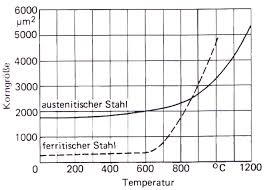 6000
µm²
5000
4000
3000
2000
1000
Korngröße
austenitischer Stahl
ferritischer Stahl
0 200 400 600 800 °C 1200
Temperatur